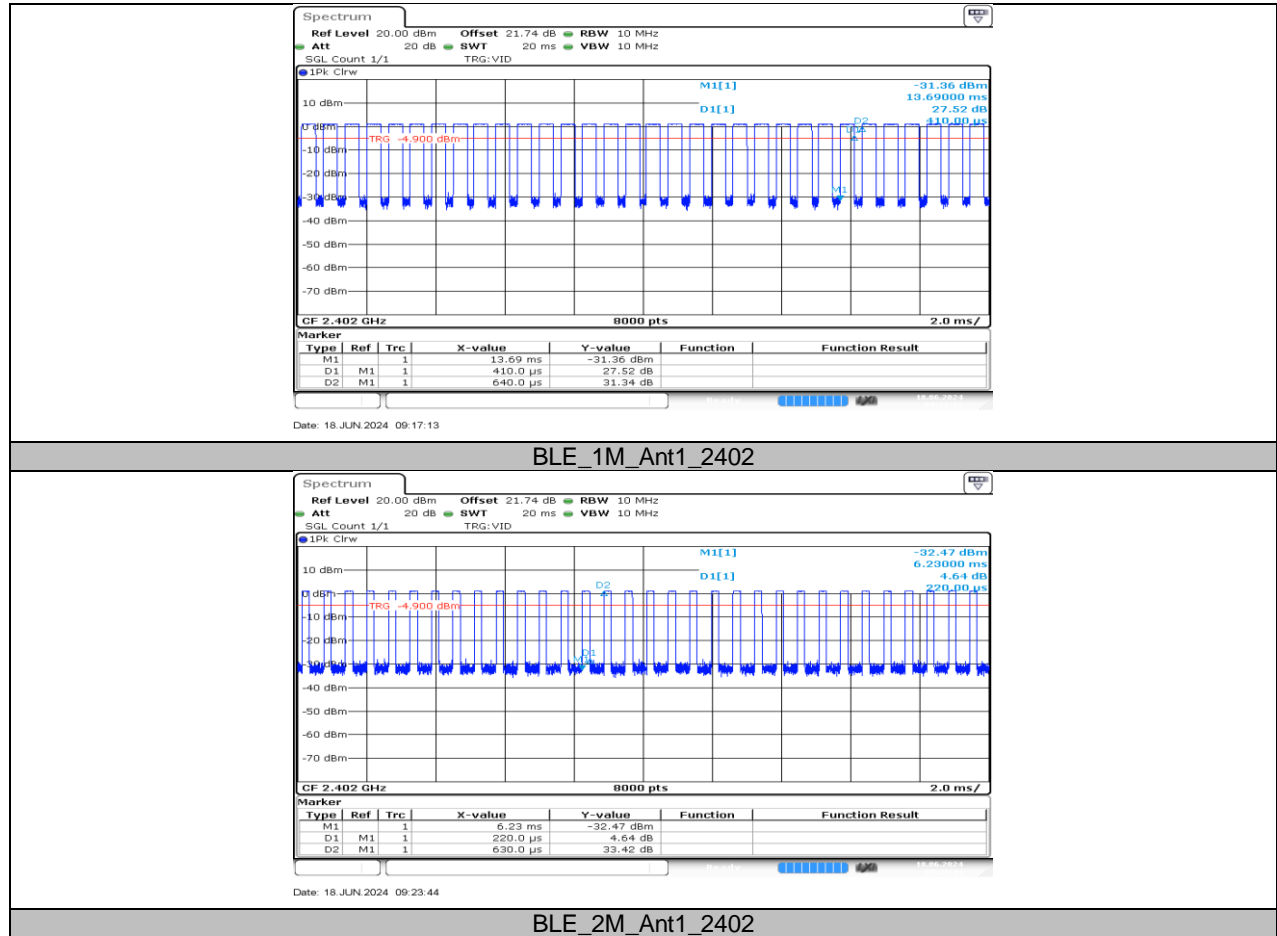 Spectrum
Ref Level 20.00 dBm Offset 21.74 dB RBW 10 MHz
Att 20 dB SWT 20 ms VBW 10 MHz
SGL Count 1/1 TRG:VID
1Pk Clrw
M1[1] -31.36 dBm
13.69000 ms
10 dBm
D1[1] 27.52 dB
410.00 µs
0 dBm
D2
D1
TRG -4.900 dBm
-10 dBm
-20 dBm
M1
-30 dBm
-40 dBm
-50 dBm
-60 dBm
-70 dBm
CF 2.402 GHz 8000 pts 2.0 ms/
Marker
Type Ref Trc X-value Y-value Function Function Result
M1 1 13.69 ms -31.36 dBm
D1 M1 1 410.0 µs 27.52 dB
D2 M1 1 640.0 µs 31.34 dB
Ready 18.06.2024
Date: 18.JUN.2024 09:17:13
BLE_1M_Ant1_2402
Spectrum
Ref Level 20.00 dBm Offset 21.74 dB RBW 10 MHz
Att 20 dB SWT 20 ms VBW 10 MHz
SGL Count 1/1 TRG:VID
1Pk Clrw
M1[1] -32.47 dBm
6.23000 ms
10 dBm
D1[1] 4.64 dB
220.00 µs
D2
0 dBm
TRG -4.900 dBm
-10 dBm
-20 dBm
D1
M1
-30 dBm
-40 dBm
-50 dBm
-60 dBm
-70 dBm
CF 2.402 GHz 8000 pts 2.0 ms/
Marker
Type Ref Trc X-value Y-value Function Function Result
M1 1 6.23 ms -32.47 dBm
D1 M1 1 220.0 µs 4.64 dB
D2 M1 1 630.0 µs 33.42 dB
Ready 18.06.2024
Date: 18.JUN.2024 09:23:44
BLE_2M_Ant1_2402